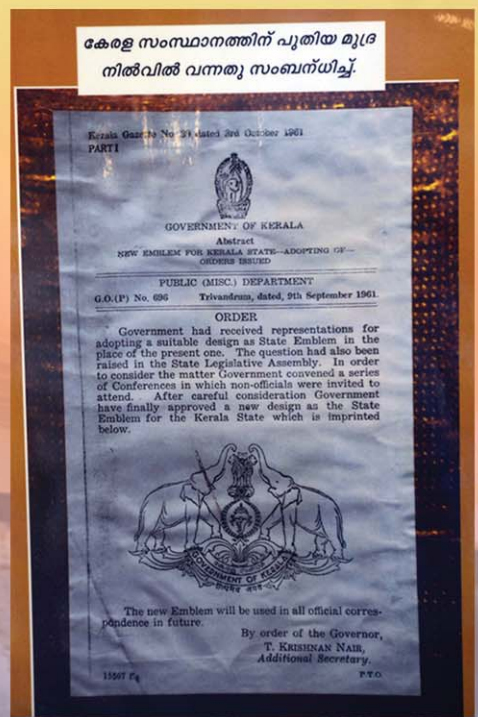 കേരള സംസ്ഥാനത്തിന് പുതിയ മുദ്ര
നിൽവിൽ വന്നതു സംബന്ധിച്ച്.
Kerala Gazette No. dated 3rd October 1961
PART I
GOVERNMENT OF KERALA
Abstract
NEW EMBLEM FOR KERALA STATE—ADOPTING OF—
ORDERS ISSUED
PUBLIC (MISC.) DEPARTMENT
G.O.(P) No. 696 Trivandrum, dated, 9th September 1961.
ORDER
Government had received representations for
adopting a suitable design as State Emblem in the
place of the present one. The question had also been
raised in the State Legislative Assembly. In order
to consider the matter Government convened a series
of Conferences in which non-officials were invited to
attend. After careful consideration Government
have finally approved a new design as the State
Emblem for the Kerala State which is imprinted
below.
GOVERNMENT OF KERALA
The new Emblem will be used in all official corres-
pondence in future.
By order of the Governor,
T. KRISHNAN NAIR,
Additional Secretary.
P.T.O.